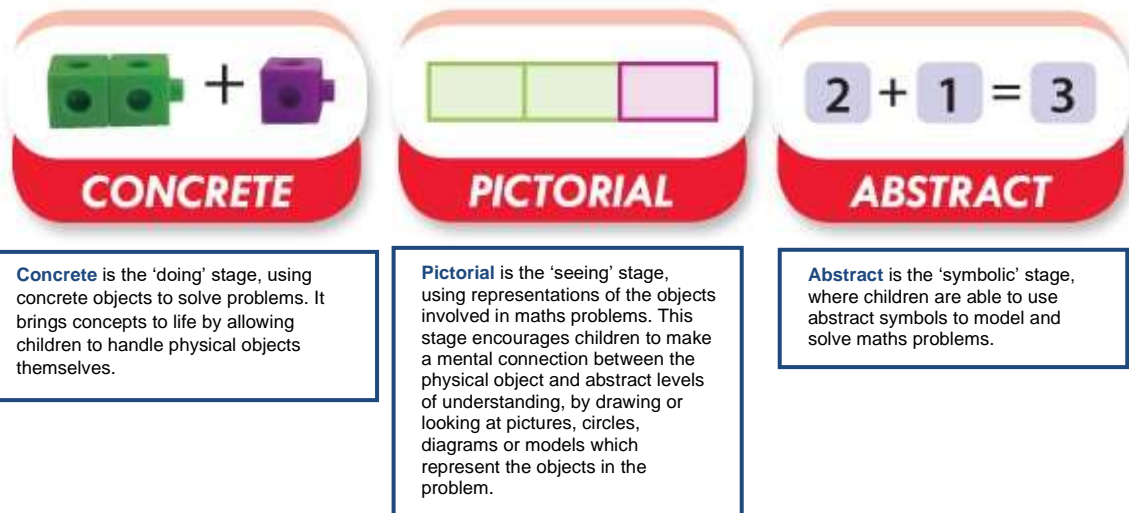 +
2 + 1 = 3
CONCRETE
PICTORIAL
ABSTRACT
Concrete is the ‘doing’ stage, using
concrete objects to solve problems. It
brings concepts to life by allowing
children to handle physical objects
themselves.
Pictorial is the ‘seeing’ stage,
using representations of the objects
involved in maths problems. This
stage encourages children to make
a mental connection between the
physical object and abstract levels
of understanding, by drawing or
looking at pictures, circles,
diagrams or models which
represent the objects in the
problem.
Abstract is the ‘symbolic’ stage,
where children are able to use
abstract symbols to model and
solve maths problems.